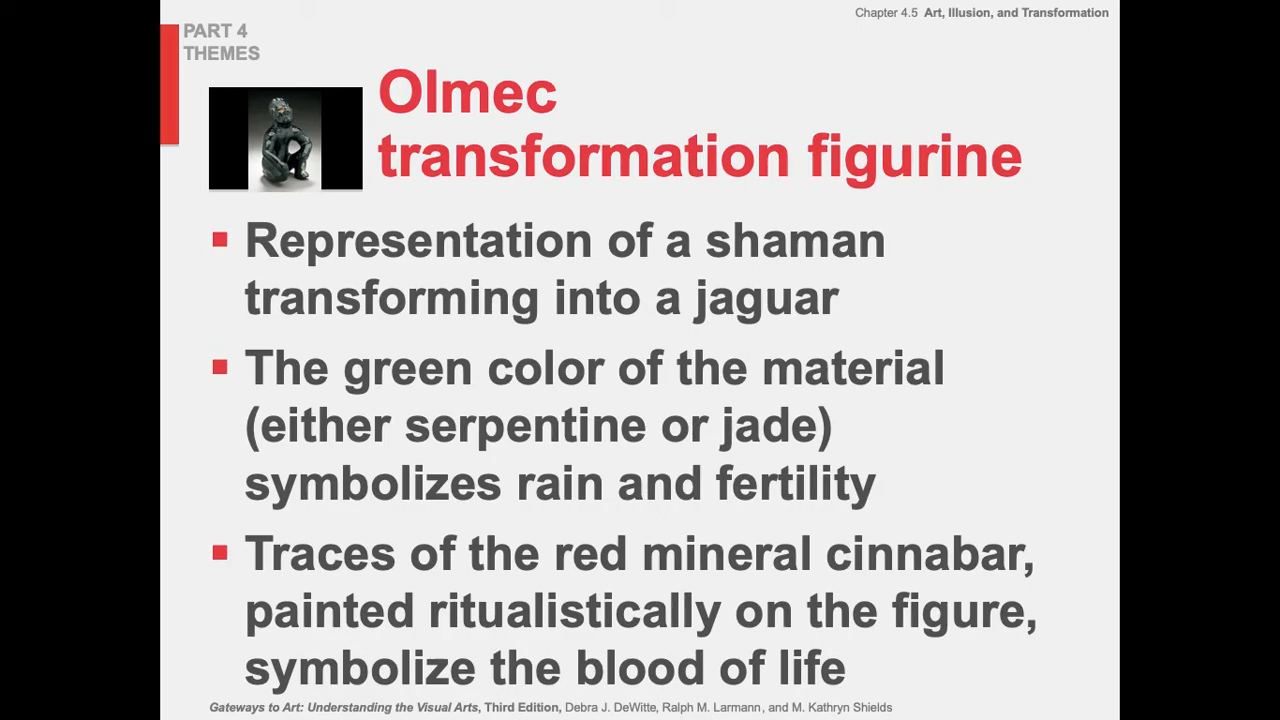 Chapter 4.5 Art, Illusion, and Transformation
PART 4
THEMES
Olmec
transformation figurine
▪ Representation of a shaman
transforming into a jaguar
▪ The green color of the material
(either serpentine or jade)
symbolizes rain and fertility
▪ Traces of the red mineral cinnabar,
painted ritualistically on the figure,
symbolize the blood of life
Gateways to Art: Understanding the Visual Arts, Third Edition, Debra J. DeWitte, Ralph M. Larmann, and M. Kathryn Shields